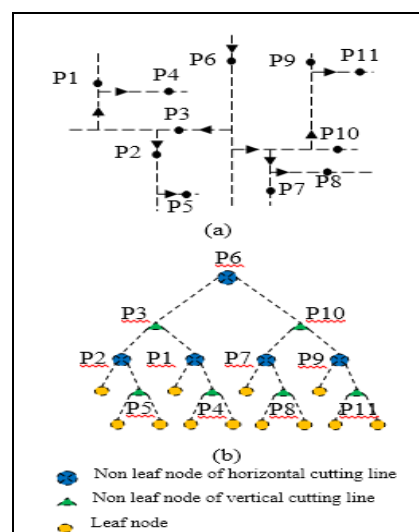 P6 P9 P11
P1 P4
P3 P10
P2
P7 P8
P5
(a)
P6
P3 P10
P2 P1 P7 P9
P5 P4 P8 P11
(b)
Non leaf node of horizontal cutting line
Non leaf node of vertical cutting line
Leaf node